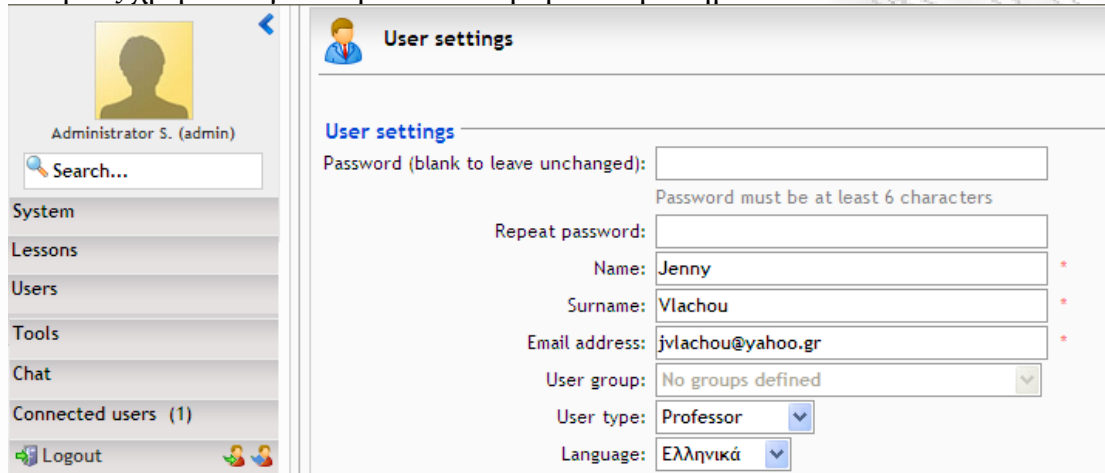 User settings
Administrator S. (admin)
Search...
System
Lessons
Users
Tools
Chat
Connected users (1)
Logout
User settings
Password (blank to leave unchanged):
Password must be at least 6 characters
Repeat password:
Name: Jenny *
Surname: Vlachou *
Email address: jvlachou@yahoo.gr *
User group: No groups defined
User type: Professor
Language: Ελληνικά